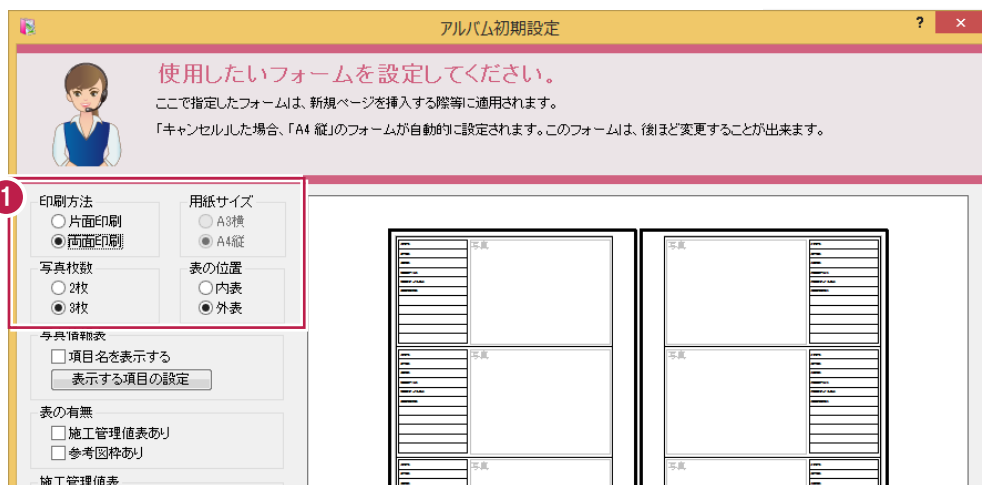 アルバム初期設定
? ×
使用したいフォームを設定してください。
ここで指定したフォームは、新規ページを挿入する際等に適用されます。
「キャンセル」した場合、「A4 縦」のフォームが自動的に設定されます。このフォームは、後ほど変更することが出来ます。
1
印刷方法
片面印刷
両面印刷
用紙サイズ
A3横
A4縦
写真枚数
2枚
3枚
表の位置
内表
外表
写真情報表
項目名を表示する
表示する項目の設定
表の有無
施工管理値表あり
参考図枠あり
施工管理値表
写真
写真
写真
写真
写真
写真